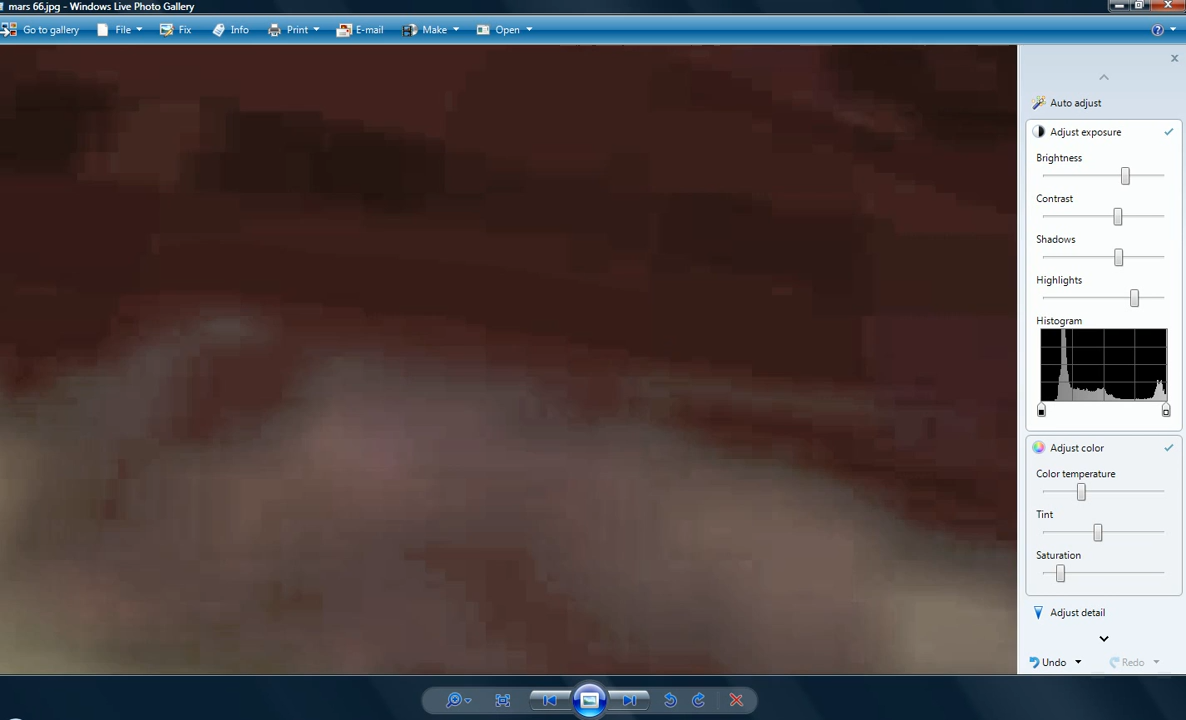 mars 66.jpg - Windows Live Photo Gallery
Go to gallery File Fix Info Print E-mail Make Open
Auto adjust
Adjust exposure
Brightness
Contrast
Shadows
Highlights
Histogram
Adjust color
Color temperature
Tint
Saturation
Adjust detail
Undo Redo